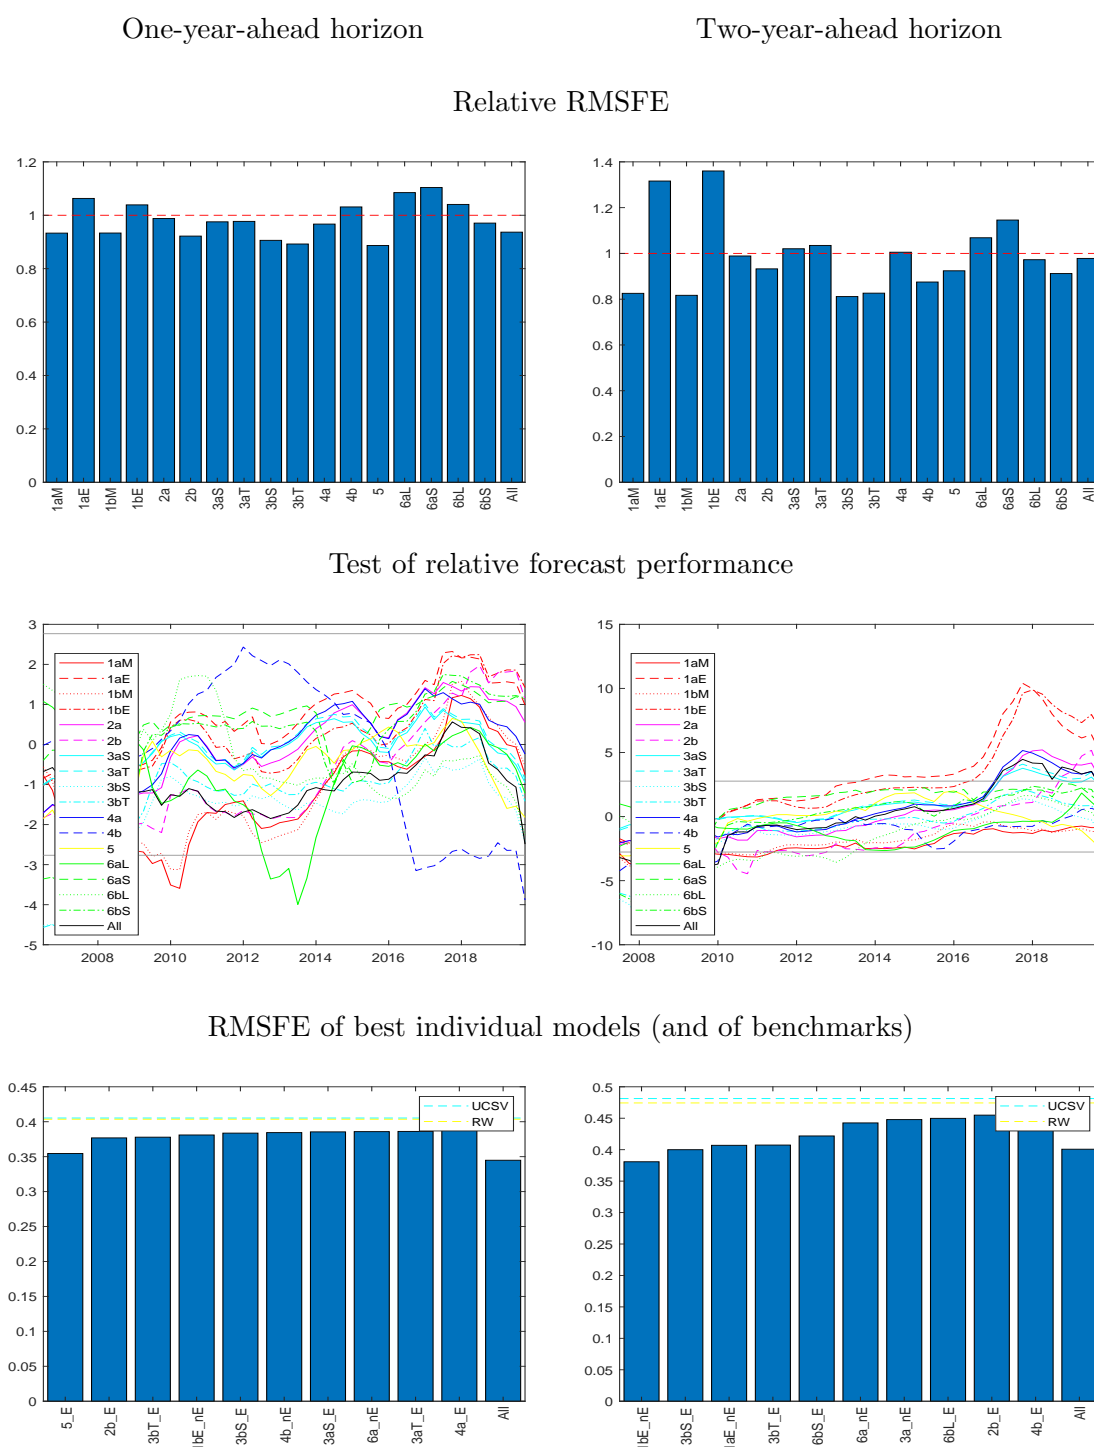 One-year-ahead horizon
Two-year-ahead horizon
Relative RMSFE
1.2
1
0.8
0.6
0.4
0.2
0
1aM
1aE
1bM
1bE
2a
2b
3aS
3aT
3bS
3bT
4a
4b
5
6aL
6aS
6bL
6bS
All
1.4
1.2
1
0.8
0.6
0.4
0.2
0
1aM
1aE
1bM
1bE
2a
2b
3aS
3aT
3bS
3bT
4a
4b
5
6aL
6aS
6bL
6bS
All
Test of relative forecast performance
3
2
1
0
-1
-2
-3
-4
-5
1aM
1aE
1bM
1bE
2a
2b
3aS
3aT
3bS
3bT
4a
4b
5
6aL
6aS
6bL
6bS
All
2008
2010
2012
2014
2016
2018
15
10
5
0
-5
-10
1aM
1aE
1bM
1bE
2a
2b
3aS
3aT
3bS
3bT
4a
4b
5
6aL
6aS
6bL
6bS
All
2008
2010
2012
2014
2016
2018
RMSFE of best individual models (and of benchmarks)
0.45
0.4
0.35
0.3
0.25
0.2
0.15
0.1
0.05
0
UCSV
RW
5_E
2b_E
3bT_E
1bE_nE
3bS_E
4b_nE
3aS_E
6a_nE
3aT_E
4a_E
All
0.5
0.45
0.4
0.35
0.3
0.25
0.2
0.15
0.1
0.05
0
UCSV
RW
1bE_nE
3bS_E
1aE_nE
3bT_E
6bS_E
6a_nE
3a_nE
6bL_E
2b_E
4b_E
All